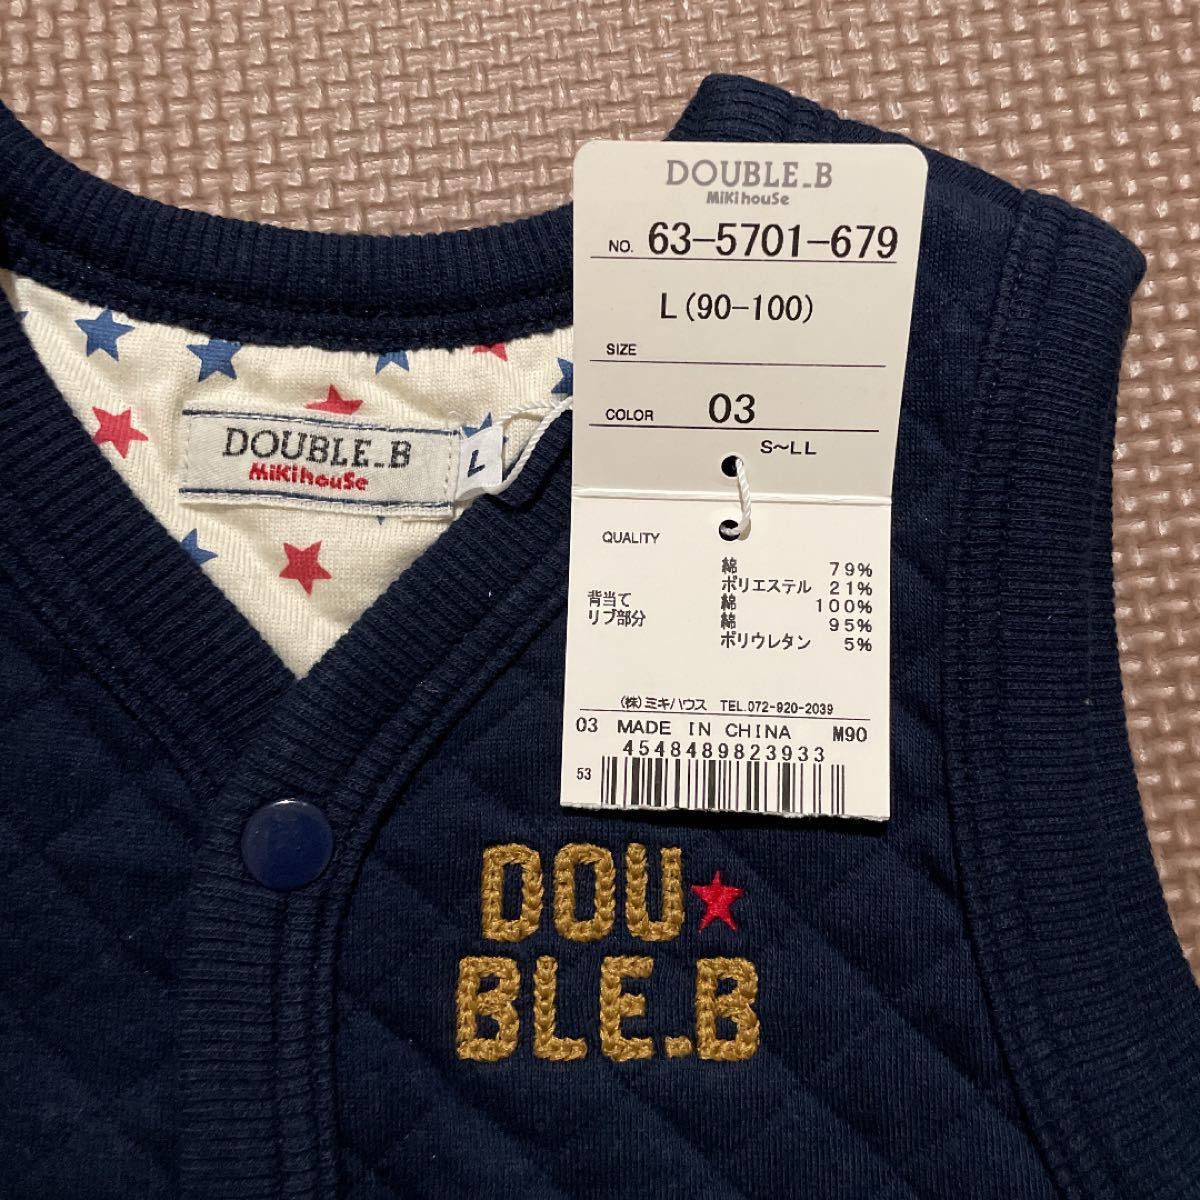 DOUBLE_B
MiKihouSe
NO. 63-5701-679
L(90-100)
SIZE
COLOR 03
S~LL
QUALITY
綿 79%
ポリエステル 21%
背当て 綿 100%
リブ部分 綿 95%
ポリウレタン 5%
(株)ミキハウス TEL.072-920-2039
03 MADE IN CHINA M90
4548489823933
53
DOUBLE_B
MiKihouSe
L
DOU
BLE_B